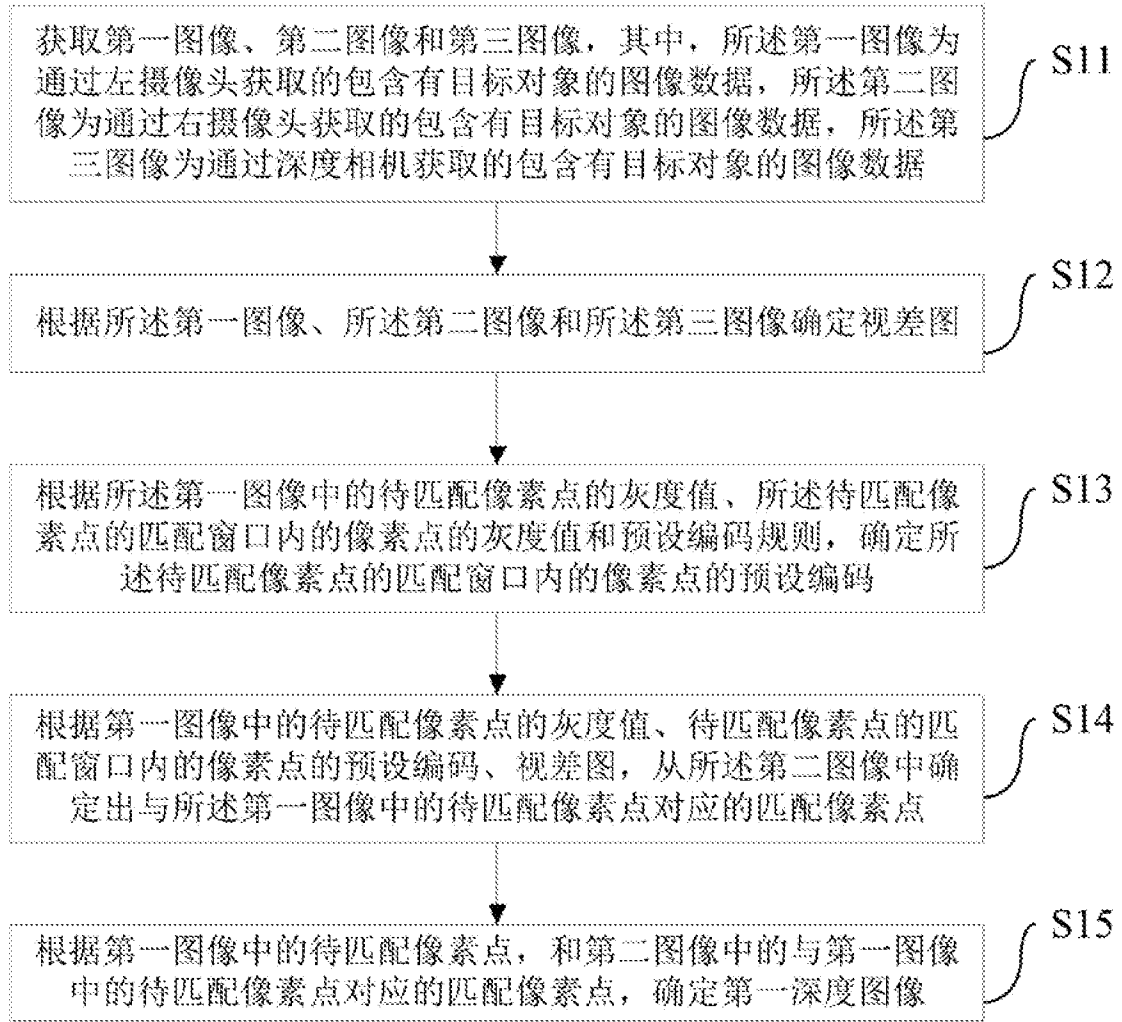 获取第一图像、第二图像和第三图像，其中，所述第一图像为
通过左摄像头获取的包含有目标对象的图像数据，所述第二图
像为通过右摄像头获取的包含有目标对象的图像数据，所述第
三图像为通过深度相机获取的包含有目标对象的图像数据
S11
根据所述第一图像、所述第二图像和所述第三图像确定视差图
S12
根据所述第一图像中的待匹配像素点的灰度值、所述待匹配像
素点的匹配窗口内的像素点的灰度值和预设编码规则，确定所
述待匹配像素点的匹配窗口内的像素点的预设编码
S13
根据第一图像中的待匹配像素点的灰度值、待匹配像素点的匹
配窗口内的像素点的预设编码、视差图，从所述第二图像中确
定出与所述第一图像中的待匹配像素点对应的匹配像素点
S14
根据第一图像中的待匹配像素点，和第二图像中的与第一图像
中的待匹配像素点对应的匹配像素点，确定第一深度图像
S15